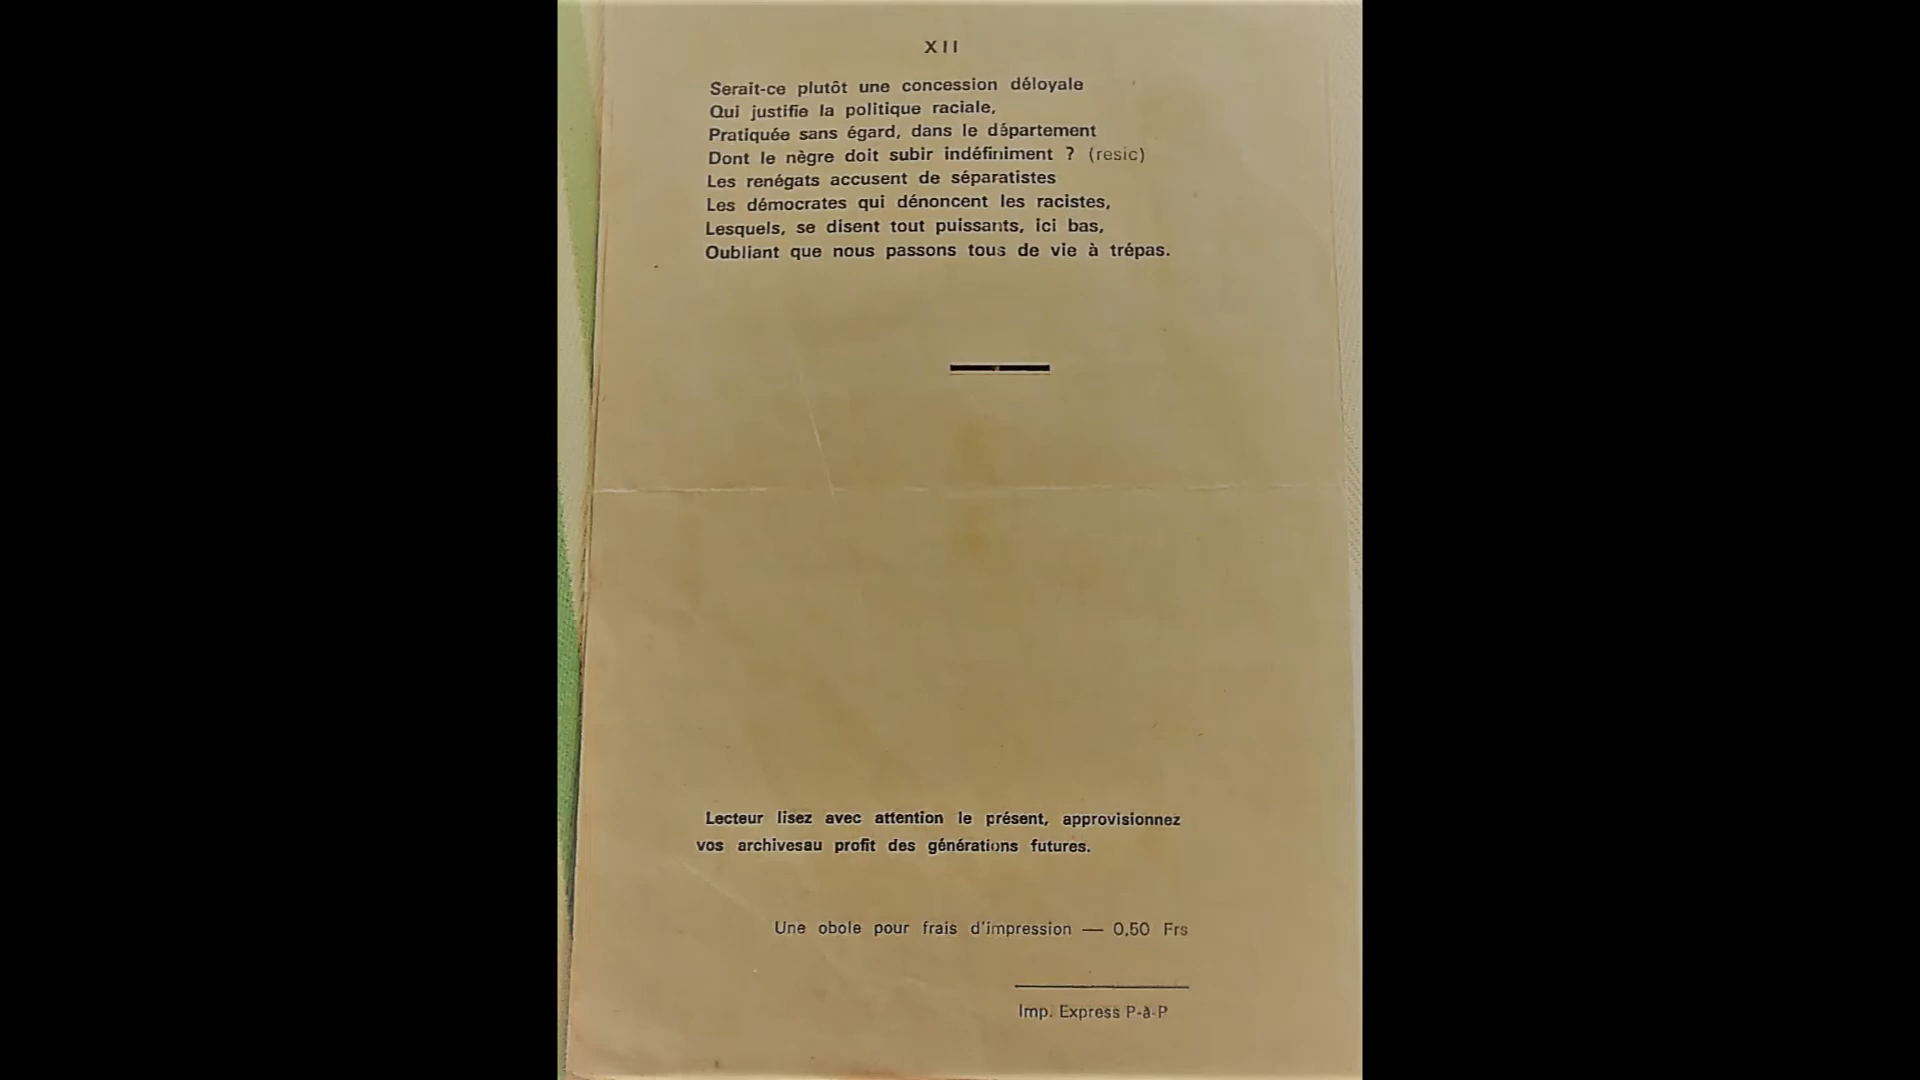 XII
Serait-ce plutôt une concession déloyale
Qui justifie la politique raciale,
Pratiquée sans égard, dans le département
Dont le nègre doit subir indéfiniment ? (resic)
Les renégats accusent de séparatistes
Les démocrates qui dénoncent les racistes,
Lesquels, se disent tout puissants, ici bas,
Oubliant que nous passons tous de vie à trépas.
Lecteur lisez avec attention le présent, approvisionnez
vos archivesau profit des générations futures.
Une obole pour frais d'impression — 0,50 Frs
Imp. Express P-à-P